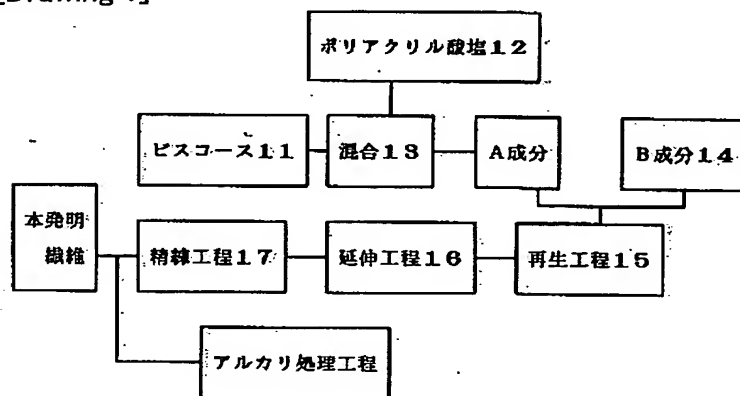 ポリアクリル酸塩12
ビスコース11
混合13
A成分
B成分14
本発明
繊維
精練工程17
延伸工程16
再生工程15
アルカリ処理工程